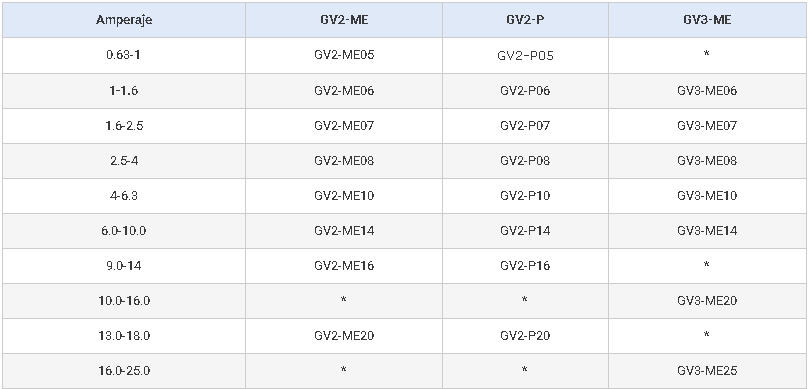 Amperaje GV2-ME GV2-P GV3-ME
0.63-1 GV2-ME05 GV2-P05 *
1-1.6 GV2-ME06 GV2-P06 GV3-ME06
1.6-2.5 GV2-ME07 GV2-P07 GV3-ME07
2.5-4 GV2-ME08 GV2-P08 GV3-ME08
4-6.3 GV2-ME10 GV2-P10 GV3-ME10
6.0-10.0 GV2-ME14 GV2-P14 GV3-ME14
9.0-14 GV2-ME16 GV2-P16 *
10.0-16.0 * * GV3-ME20
13.0-18.0 GV2-ME20 GV2-P20 *
16.0-25.0 * * GV3-ME25